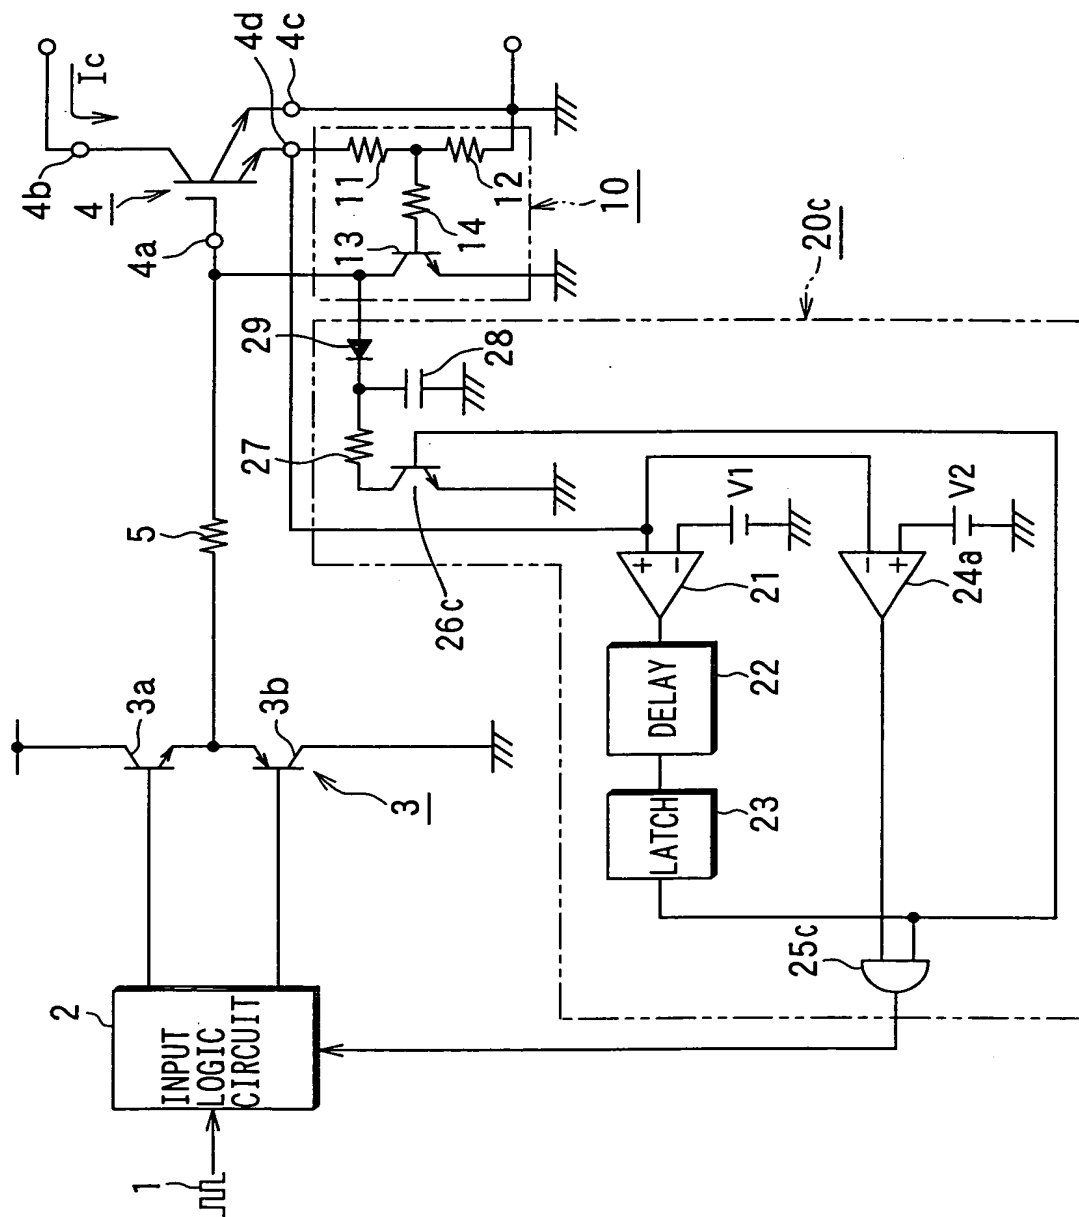 1
2
INPUT
LOGIC
CIRCUIT
3a
3b
3
5
4a
4
4b
Ic
4d
4c
11
12
13
14
10
29
28
27
26c
20c
+
-
V1
21
DELAY
22
LATCH
23
-
+
V2
24a
25c